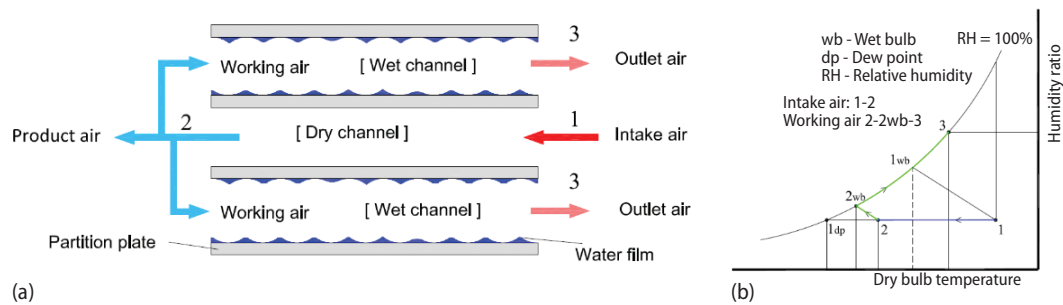 3
Working air
[ Wet channel ]
Outlet air
Product air
2
[ Dry channel ]
1
Intake air
3
Working air
[ Wet channel ]
Outlet air
Partition plate
Water film
(a)
wb - Wet bulb
dp - Dew point
RH - Relative humidity
RH = 100%
Intake air: 1-2
Working air 2-2wb-3
3
1wb
2wb
1dp
2
1
Humidity ratio
Dry bulb temperature
(b)